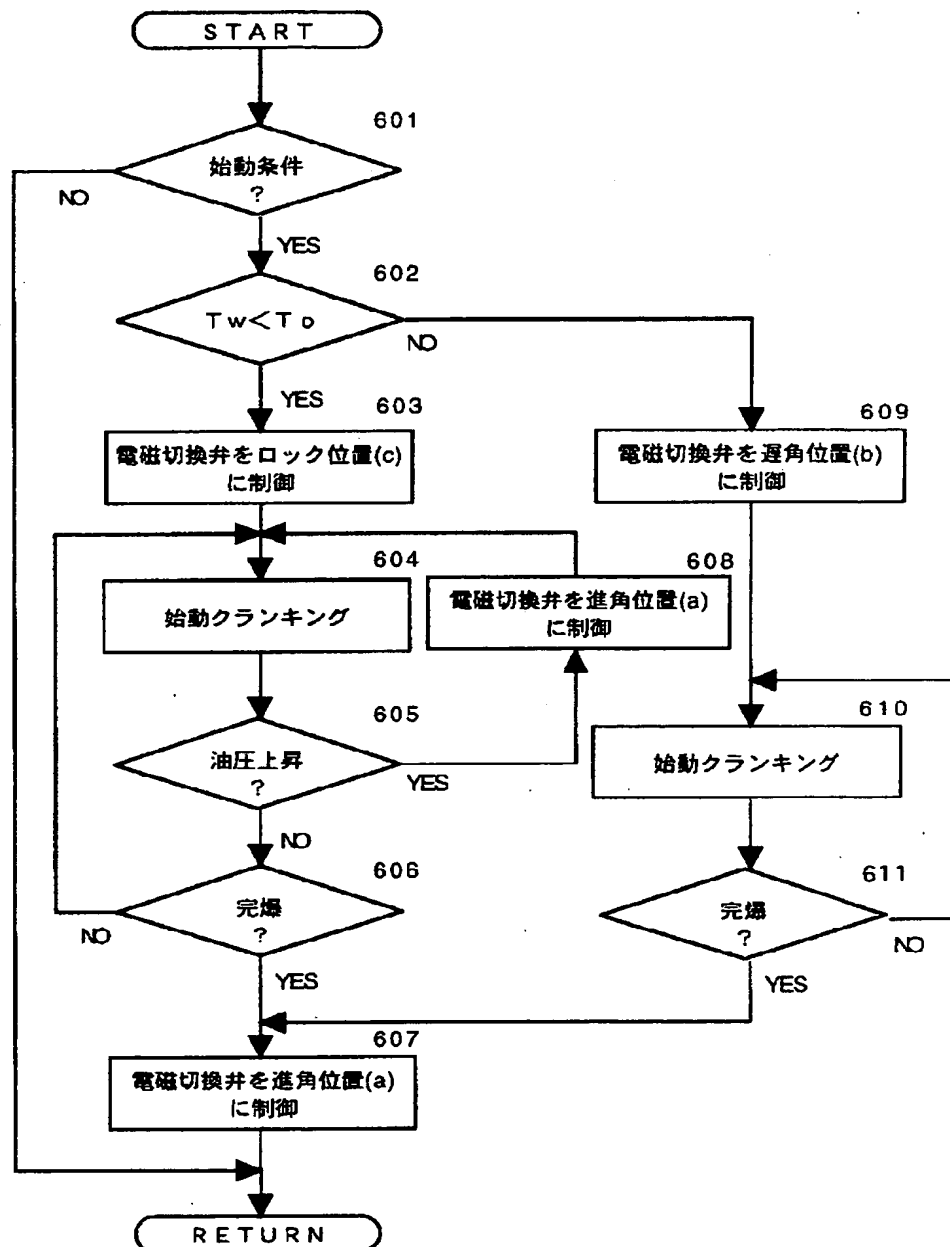 START
601
始動条件
?
NO
YES
602
Tw<To
NO
YES
603
電磁切換弁をロック位置(c)
に制御
609
電磁切換弁を遅角位置(b)
に制御
604
始動クランキング
608
電磁切換弁を進角位置(a)
に制御
605
油圧上昇
?
YES
NO
610
始動クランキング
606
完爆
?
NO
YES
611
完爆
?
NO
YES
607
電磁切換弁を進角位置(a)
に制御
RETURN